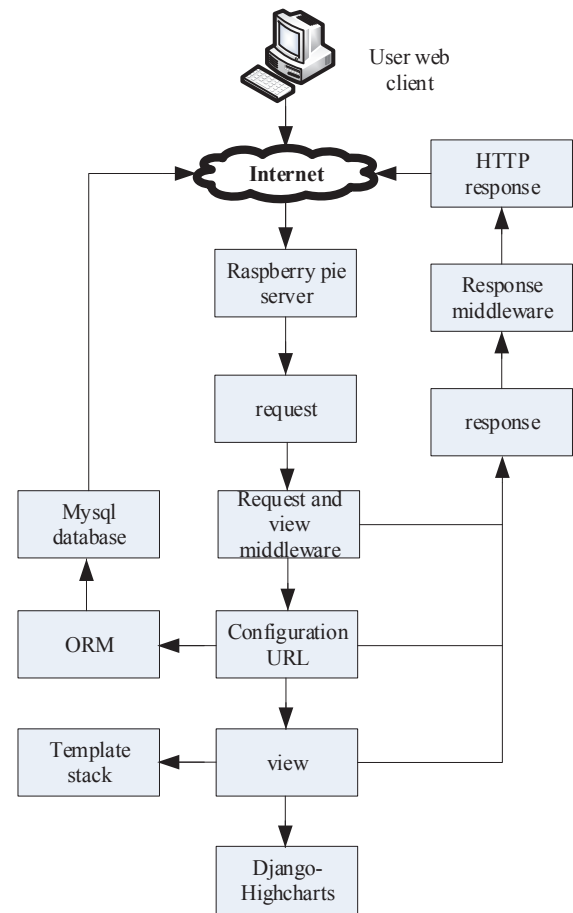 User web
client
Internet
HTTP
response
Raspberry pie
server
Response
middleware
request
response
Mysql
database
Request and
view
middleware
ORM
Configuration
URL
Template
stack
view
Django-
Highcharts